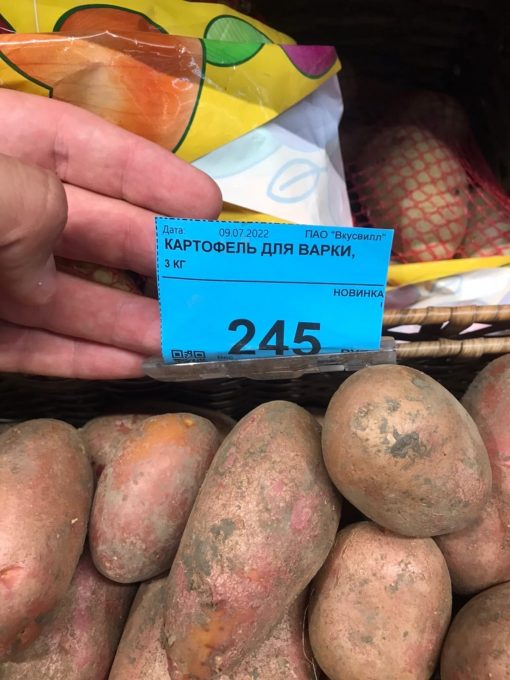 Дата: 09.07.2022 ПАО "Вкусвилл"
КАРТОФЕЛЬ ДЛЯ ВАРКИ,
3 КГ
НОВИНКА
!
245